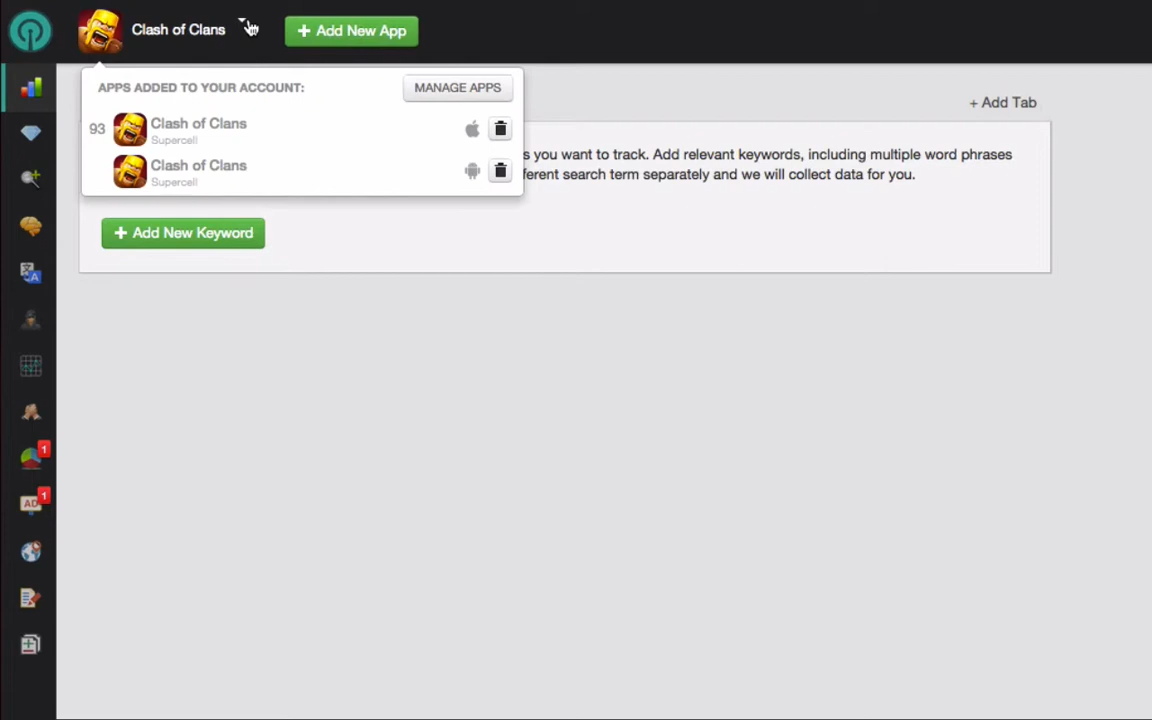 Clash of Clans
+ Add New App
APPS ADDED TO YOUR ACCOUNT:
MANAGE APPS
93
Clash of Clans
Supercell
Clash of Clans
Supercell
+ Add Tab
s you want to track. Add relevant keywords, including multiple word phrases
ferent search term separately and we will collect data for you.
+ Add New Keyword
A
1
AD
1